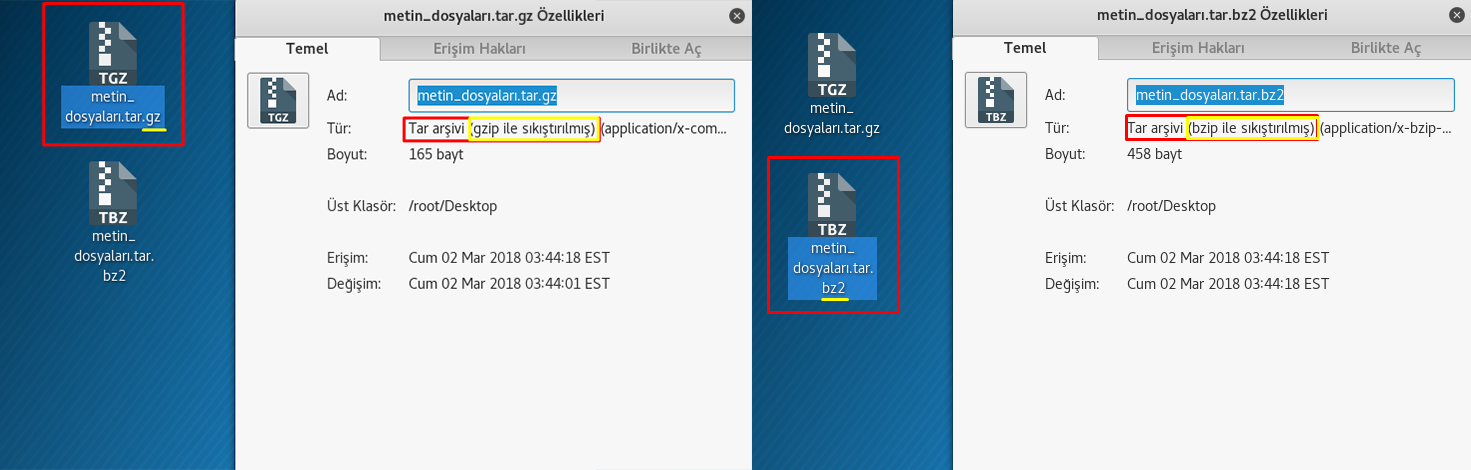 TGZ
metin_
dosyaları.tar.gz
TBZ
metin_
dosyaları.tar.
bz2
metin_dosyaları.tar.gz Özellikleri
Temel Erişim Hakları Birlikte Aç
TGZ
Ad: metin_dosyaları.tar.gz
Tür: Tar arşivi (gzip ile sıkıştırılmış) (application/x-com...
Boyut: 165 bayt
Üst Klasör: /root/Desktop
Erişim: Cum 02 Mar 2018 03:44:18 EST
Değişim: Cum 02 Mar 2018 03:44:01 EST
TGZ
metin_
dosyaları.tar.gz
TBZ
metin_
dosyaları.tar.
bz2
metin_dosyaları.tar.bz2 Özellikleri
Temel Erişim Hakları Birlikte Aç
TBZ
Ad: metin_dosyaları.tar.bz2
Tür: Tar arşivi (bzip ile sıkıştırılmış) (application/x-bzip-...
Boyut: 458 bayt
Üst Klasör: /root/Desktop
Erişim: Cum 02 Mar 2018 03:44:18 EST
Değişim: Cum 02 Mar 2018 03:44:18 EST